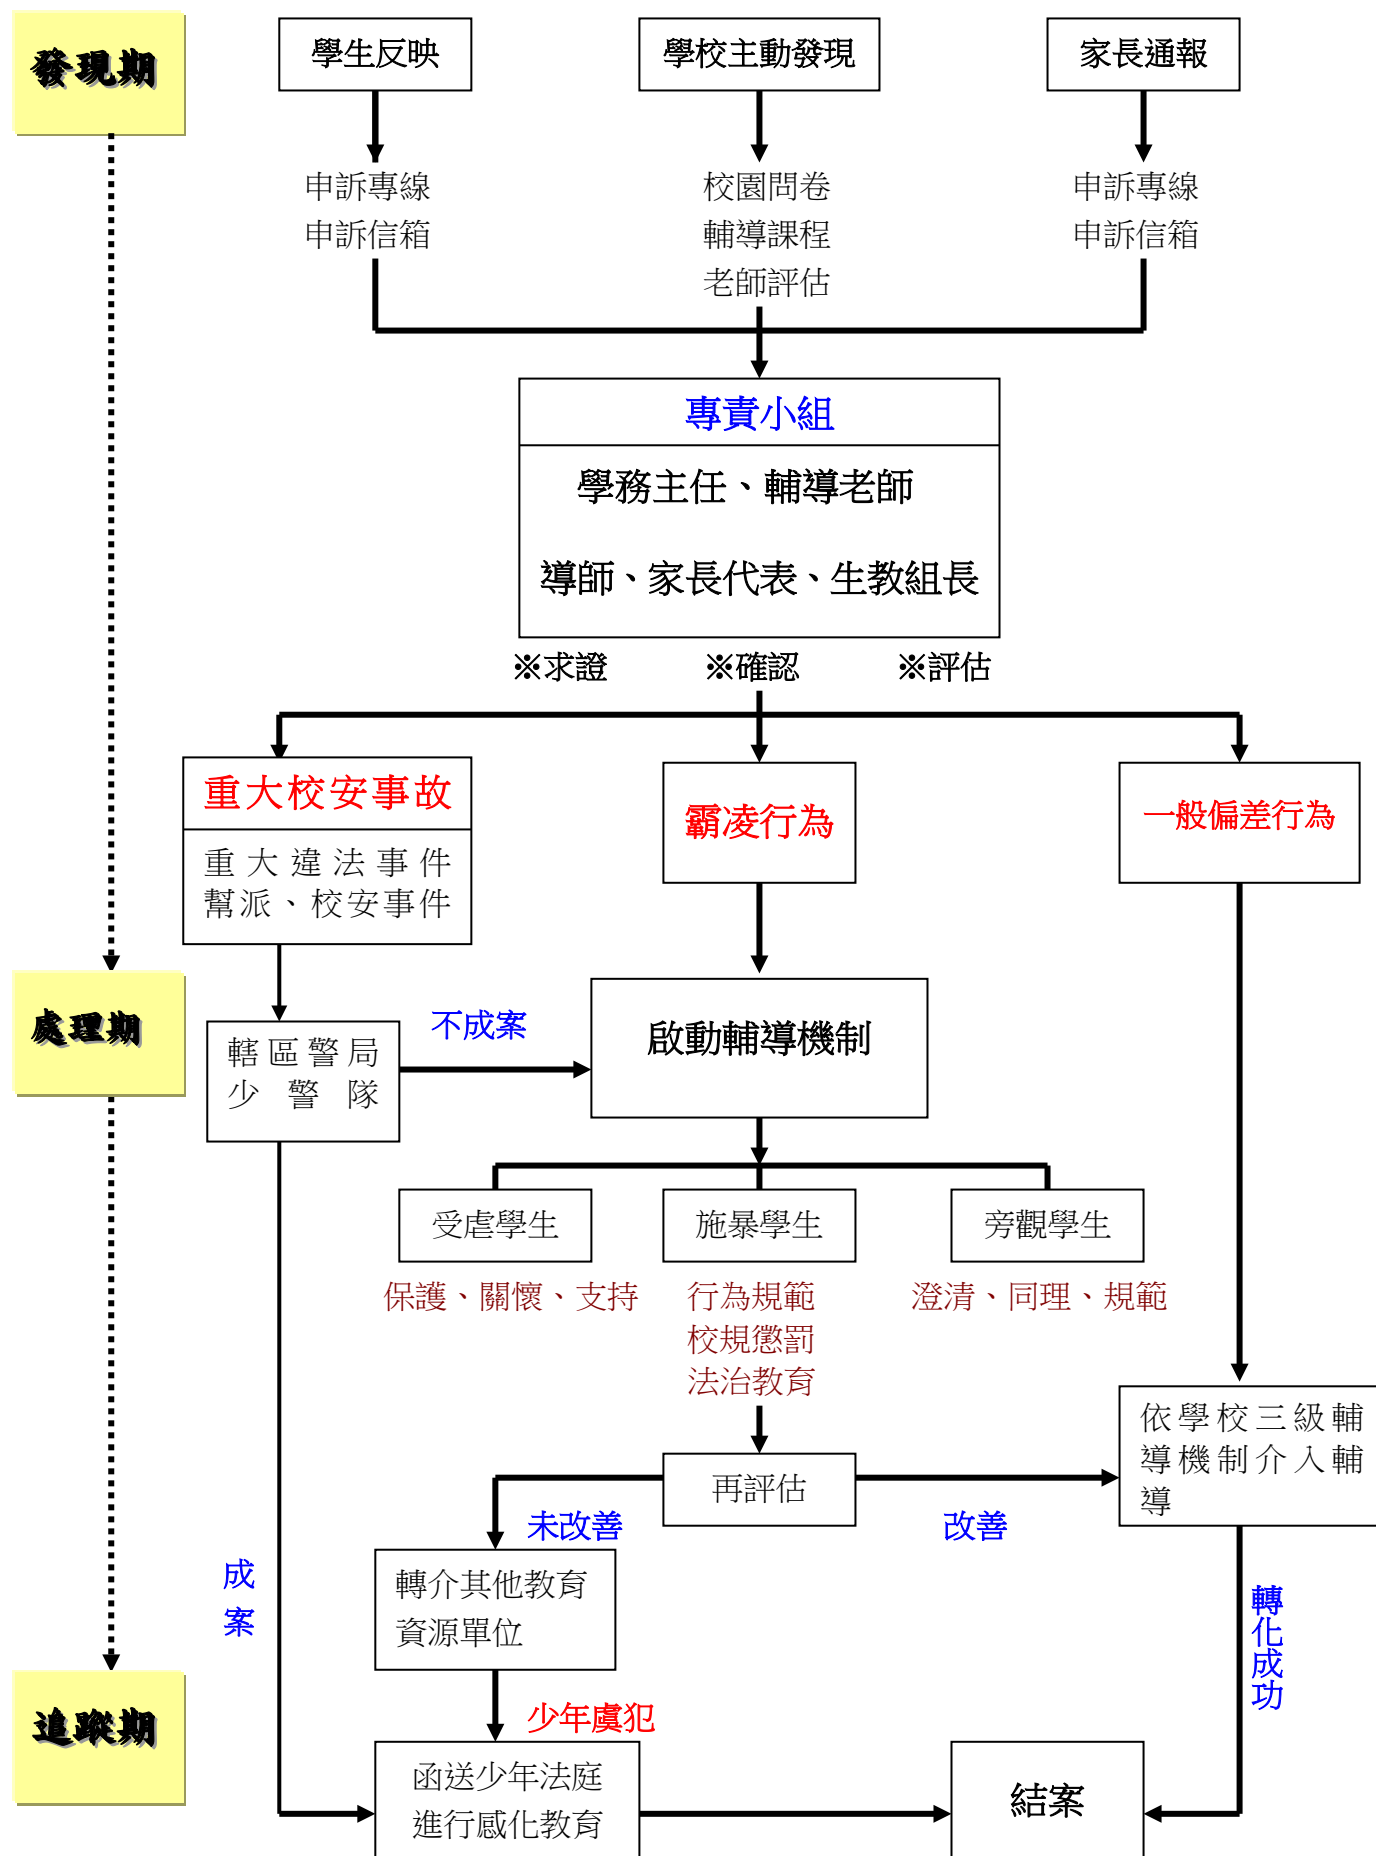 發現期
學生反映
學校主動發現
家長通報
申訴專線
申訴信箱
校園問卷
輔導課程
老師評估
申訴專線
申訴信箱
專責小組
學務主任、輔導老師
導師、家長代表、生教組長
※求證 ※確認 ※評估
重大校安事故
重大違法事件
幫派、校安事件
霸凌行為
一般偏差行為
處理期
轄區警局
少警隊
不成案
啟動輔導機制
受虐學生
施暴學生
旁觀學生
保護、關懷、支持
行為規範
校規懲罰
法治教育
澄清、同理、規範
再評估
依學校三級輔
導機制介入輔
導
未改善
改善
成案
轉介其他教育
資源單位
轉化成功
追蹤期
少年虞犯
函送少年法庭
進行感化教育
結案